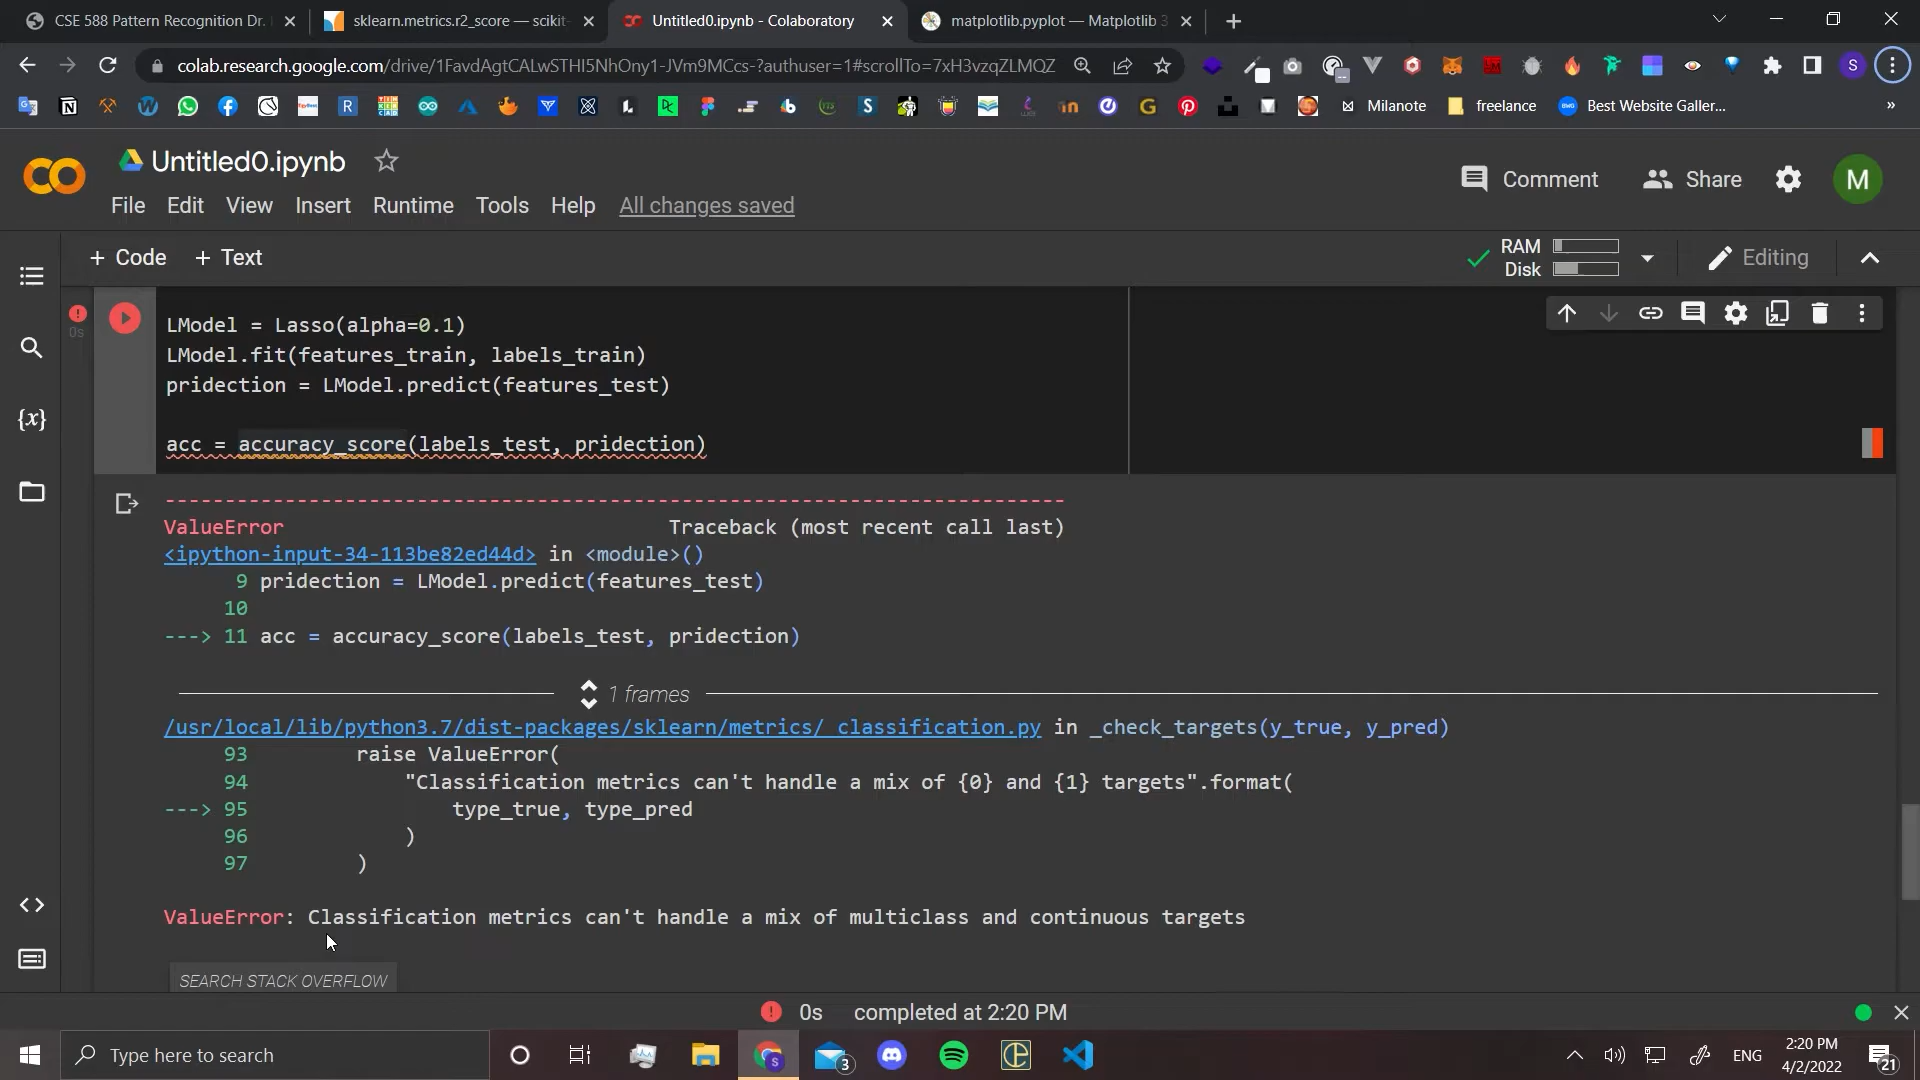 CSE 588 Pattern Recognition Dr.
sklearn.metrics.r2_score — scikit-
Untitled0.ipynb - Colaboratory
matplotlib.pyplot — Matplotlib 3
colab.research.google.com/drive/1FavdAgtCALwSTHI5NhOny1-JVm9MCcs-?authuser=1#scrollTo=7xH3vzqZLMQZ
Milanote
freelance
Best Website Galler...
Untitled0.ipynb
File Edit View Insert Runtime Tools Help All changes saved
Comment
Share
M
+ Code + Text
RAM
Disk
Editing
0s
LModel = Lasso(alpha=0.1)
LModel.fit(features_train, labels_train)
pridection = LModel.predict(features_test)
acc = accuracy_score(labels_test, pridection)
---------------------------------------------------------------------------
ValueError Traceback (most recent call last)
<ipython-input-34-113be82ed44d> in <module>()
9 pridection = LModel.predict(features_test)
10
---> 11 acc = accuracy_score(labels_test, pridection)
1 frames
/usr/local/lib/python3.7/dist-packages/sklearn/metrics/_classification.py in _check_targets(y_true, y_pred)
93 raise ValueError(
94 "Classification metrics can't handle a mix of {0} and {1} targets".format(
---> 95 type_true, type_pred
96 )
97 )
ValueError: Classification metrics can't handle a mix of multiclass and continuous targets
SEARCH STACK OVERFLOW
0s completed at 2:20 PM
Type here to search
3
ENG
2:20 PM
4/2/2022
21